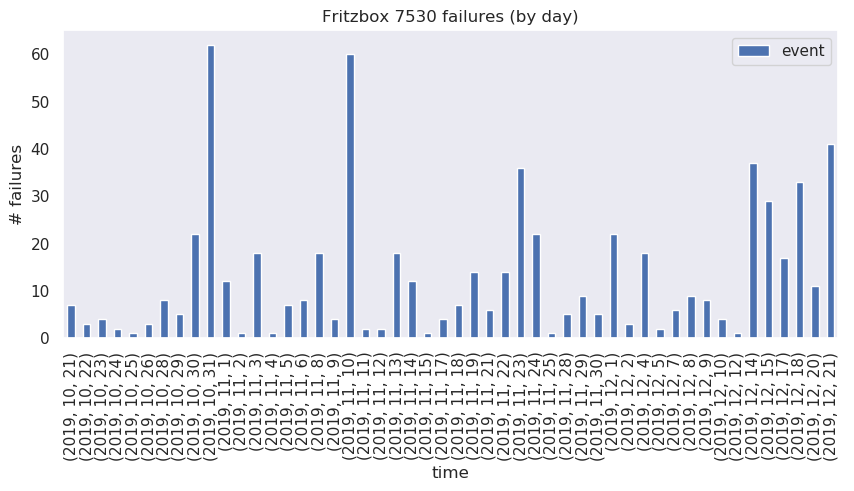 Fritzbox 7530 failures (by day)
event
# failures
60
50
40
30
20
10
0
(2019, 10, 21)
(2019, 10, 22)
(2019, 10, 23)
(2019, 10, 24)
(2019, 10, 25)
(2019, 10, 26)
(2019, 10, 28)
(2019, 10, 29)
(2019, 10, 30)
(2019, 10, 31)
(2019, 11, 1)
(2019, 11, 2)
(2019, 11, 3)
(2019, 11, 4)
(2019, 11, 5)
(2019, 11, 6)
(2019, 11, 8)
(2019, 11, 9)
(2019, 11, 10)
(2019, 11, 11)
(2019, 11, 12)
(2019, 11, 13)
(2019, 11, 14)
(2019, 11, 15)
(2019, 11, 17)
(2019, 11, 18)
(2019, 11, 19)
(2019, 11, 21)
(2019, 11, 22)
(2019, 11, 23)
(2019, 11, 24)
(2019, 11, 25)
(2019, 11, 28)
(2019, 11, 29)
(2019, 11, 30)
(2019, 12, 1)
(2019, 12, 2)
(2019, 12, 4)
(2019, 12, 5)
(2019, 12, 7)
(2019, 12, 8)
(2019, 12, 9)
(2019, 12, 10)
(2019, 12, 12)
(2019, 12, 14)
(2019, 12, 15)
(2019, 12, 17)
(2019, 12, 18)
(2019, 12, 20)
(2019, 12, 21)
time